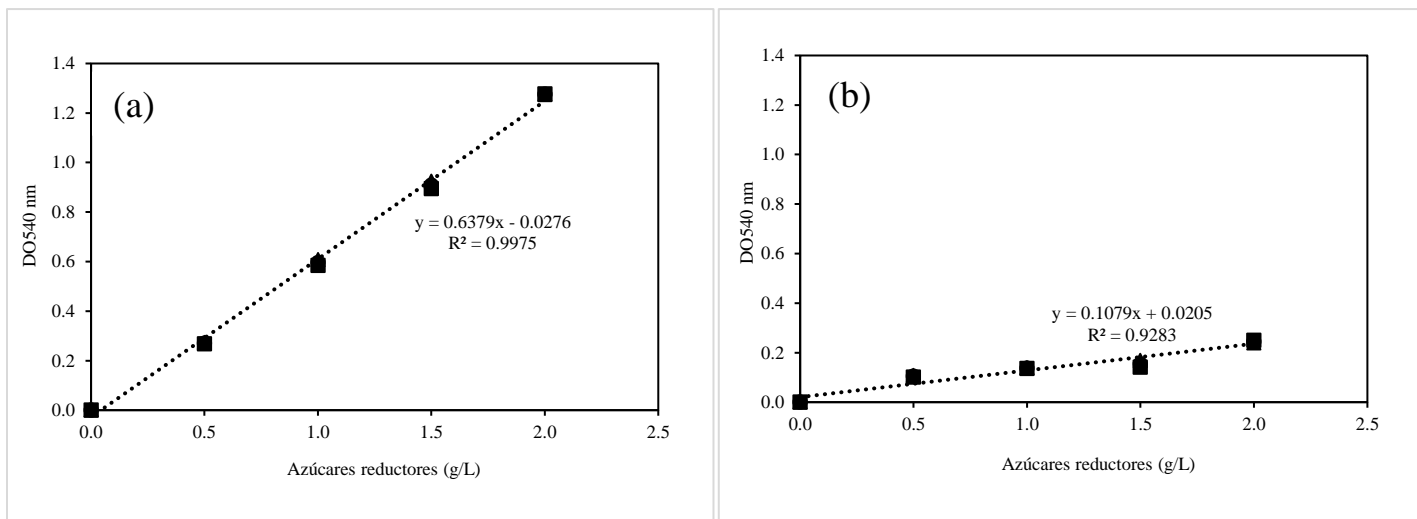 (a)
1.4
1.2
1.0
0.8
0.6
0.4
0.2
0.0
DO540 nm
y = 0.6379x - 0.0276
R² = 0.9975
0.0 0.5 1.0 1.5 2.0 2.5
Azúcares reductores (g/L)
(b)
1.4
1.2
1.0
0.8
0.6
0.4
0.2
0.0
DO540 nm
y = 0.1079x + 0.0205
R² = 0.9283
0.0 0.5 1.0 1.5 2.0 2.5
Azúcares reductores (g/L)